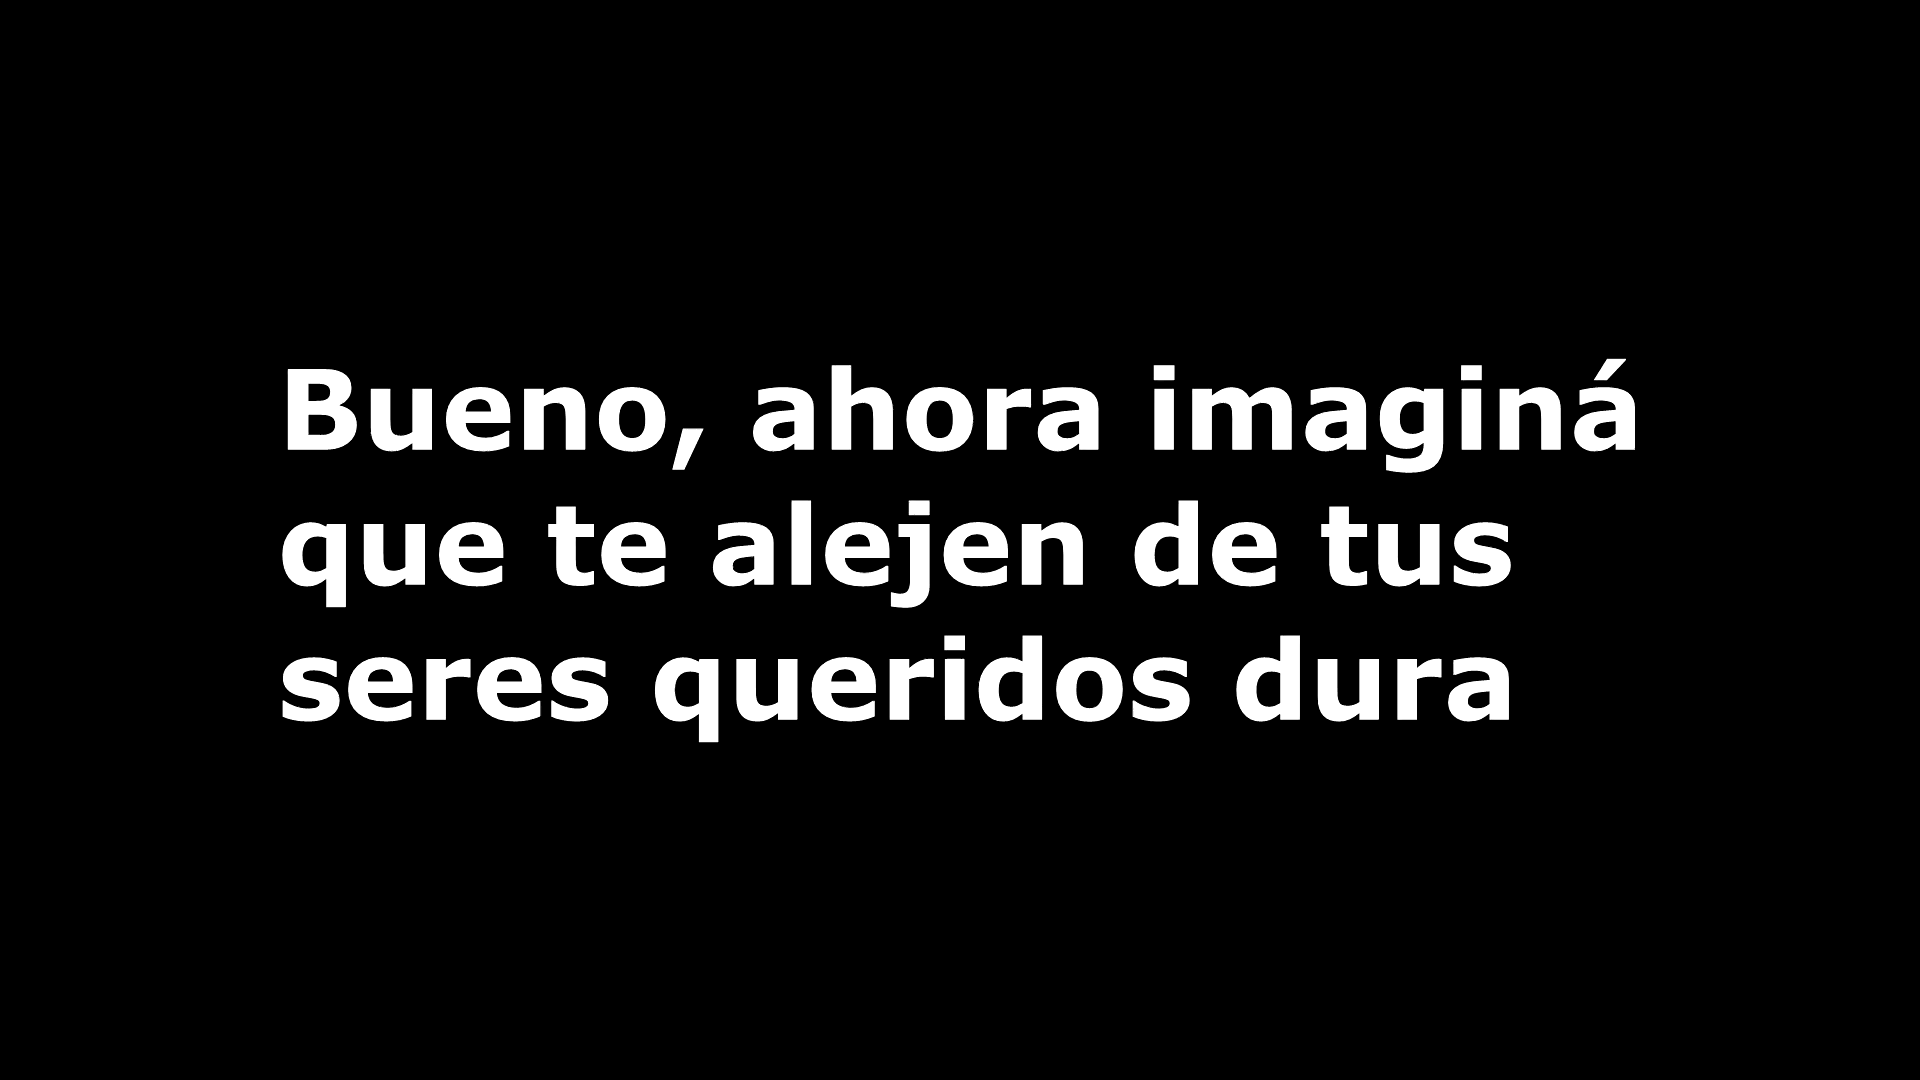 Bueno, ahora imaginá
que te alejen de tus
seres queridos dura